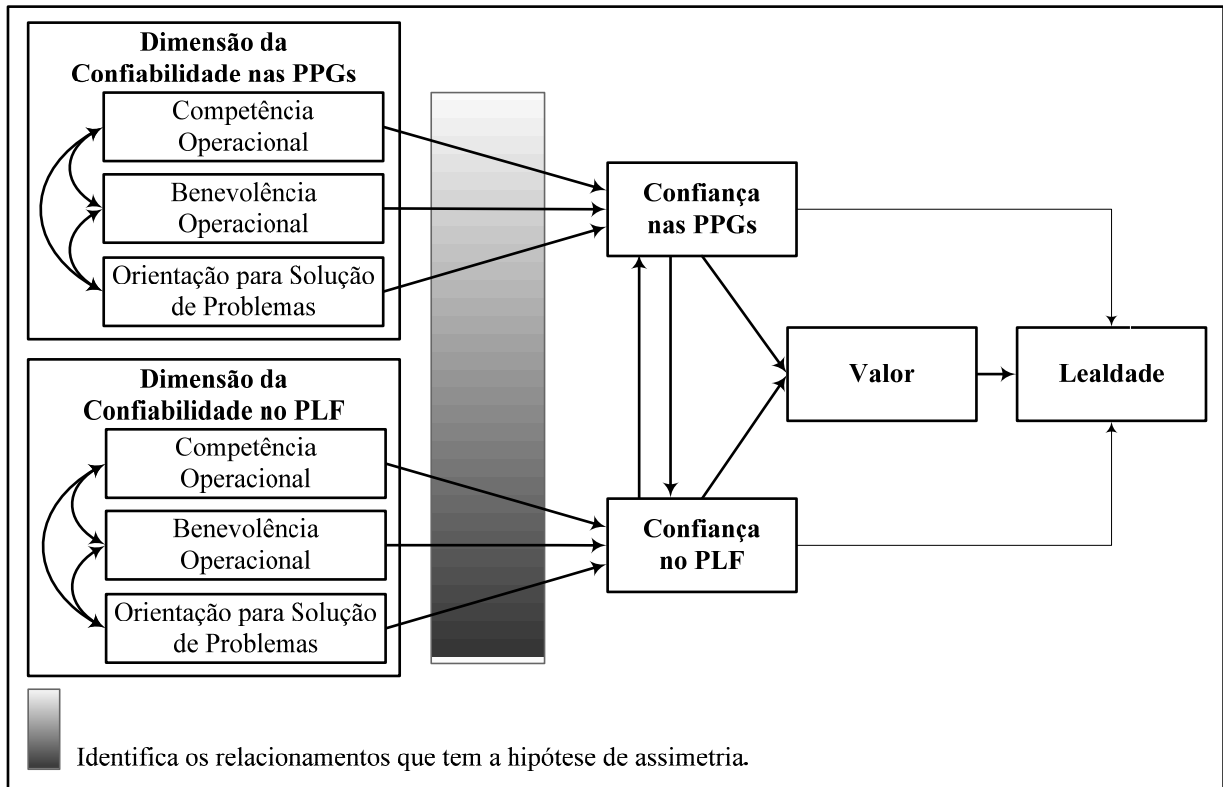 Dimensão da
Confiabilidade nas PPGs
Competência
Operacional
Benevolência
Operacional
Orientação para Solução
de Problemas
Dimensão da
Confiabilidade no PLF
Competência
Operacional
Benevolência
Operacional
Orientação para Solução
de Problemas
Confiança
nas PPGs
Confiança
no PLF
Valor
Lealdade
Identifica os relacionamentos que tem a hipótese de assimetria.